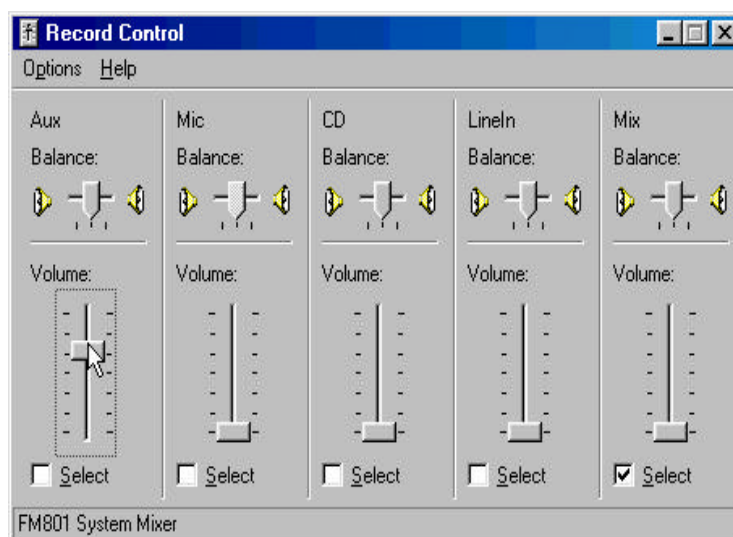 Record Control
Options Help
Aux Mic CD LineIn Mix
Balance: Balance: Balance: Balance: Balance:
Volume: Volume: Volume: Volume: Volume:
Select Select Select Select Select
FM801 System Mixer